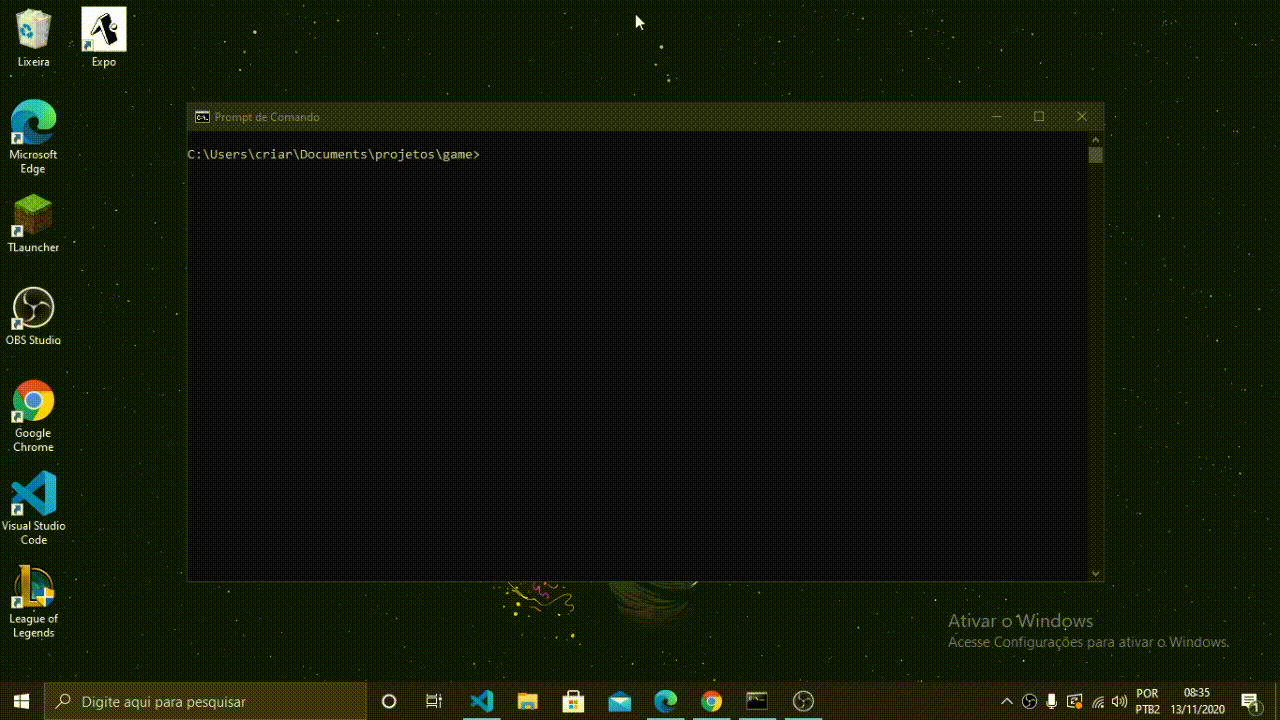 Lixeira
Expo
Microsoft
Edge
TLauncher
OBS Studio
Google
Chrome
Visual Studio
Code
League of
Legends
Prompt de Comando
C:\Users\criar\Documents\projetos\game>
Ativar o Windows
Acesse Configurações para ativar o Windows.
Digite aqui para pesquisar
POR
PTB2
08:35
13/11/2020
1